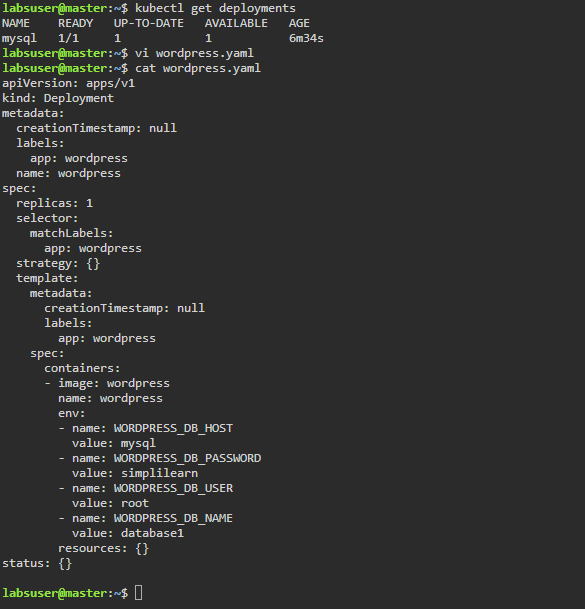 labsuser@master:~$ kubectl get deployments
NAME    READY   UP-TO-DATE   AVAILABLE   AGE
mysql   1/1     1            1           6m34s
labsuser@master:~$ vi wordpress.yaml
labsuser@master:~$ cat wordpress.yaml
apiVersion: apps/v1
kind: Deployment
metadata:
  creationTimestamp: null
  labels:
    app: wordpress
  name: wordpress
spec:
  replicas: 1
  selector:
    matchLabels:
      app: wordpress
  strategy: {}
  template:
    metadata:
      creationTimestamp: null
      labels:
        app: wordpress
    spec:
      containers:
      - image: wordpress
        name: wordpress
        env:
        - name: WORDPRESS_DB_HOST
          value: mysql
        - name: WORDPRESS_DB_PASSWORD
          value: simplilearn
        - name: WORDPRESS_DB_USER
          value: root
        - name: WORDPRESS_DB_NAME
          value: database1
        resources: {}
status: {}
labsuser@master:~$